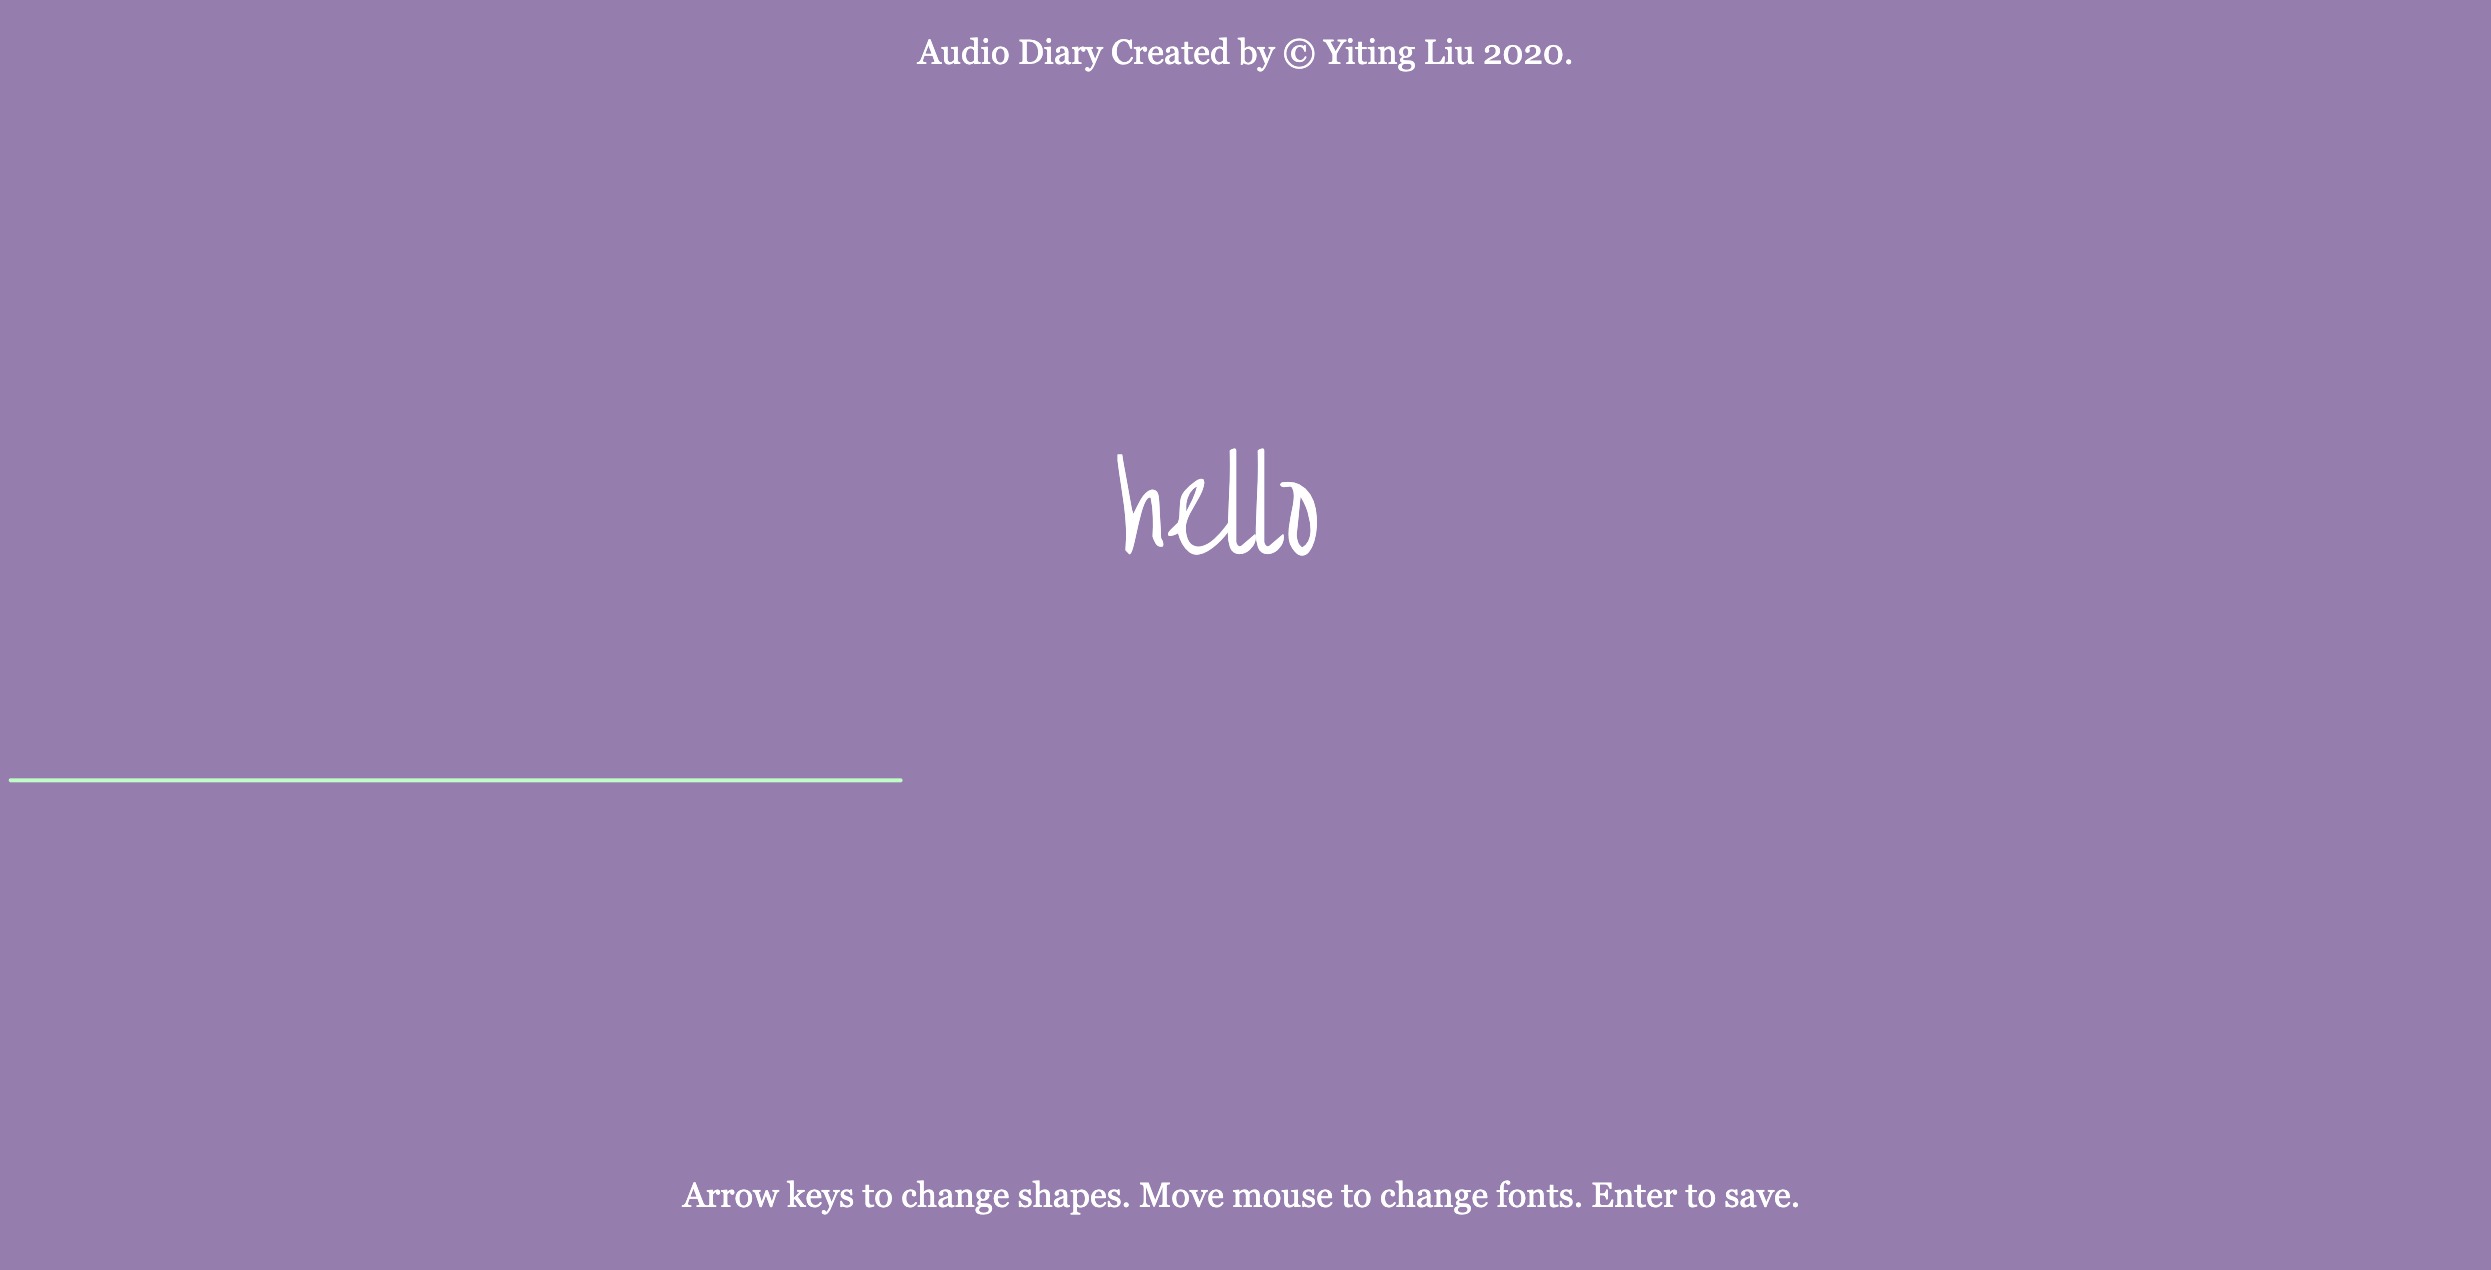 Audio Diary Created by © Yiting Liu 2020.
hello
Arrow keys to change shapes. Move mouse to change fonts. Enter to save.